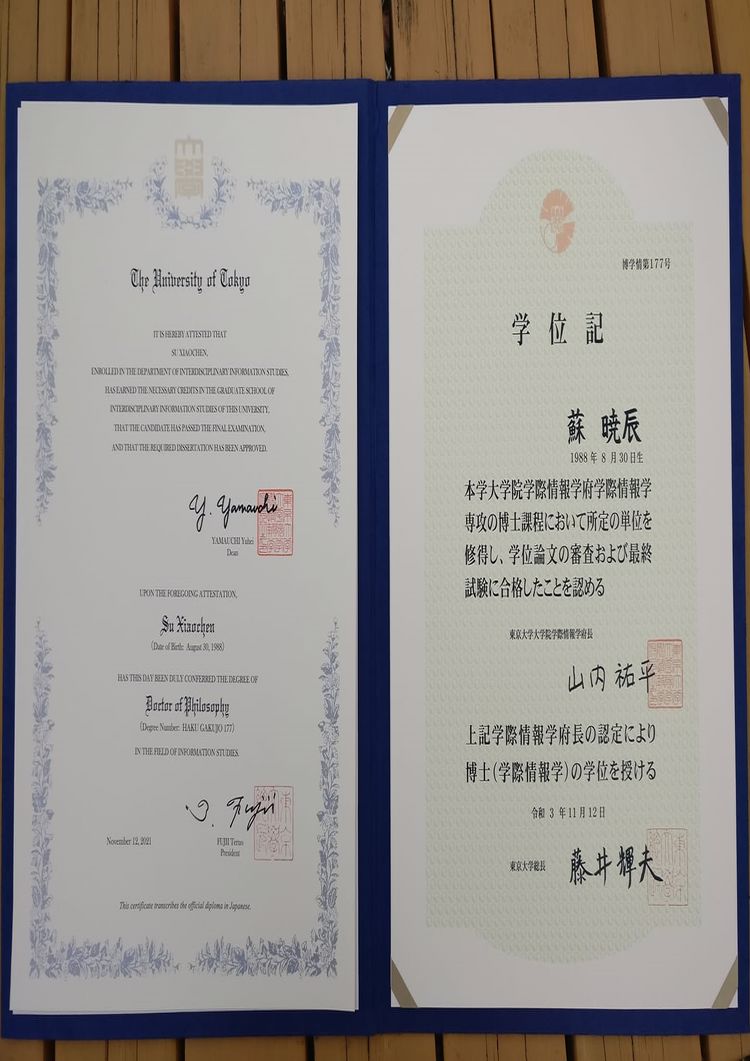 The University of Tokyo
IT IS HEREBY ATTESTED THAT
SU XIAOCHEN,
ENROLLED IN THE DEPARTMENT OF INTERDISCIPLINARY INFORMATION STUDIES,
HAS EARNED THE NECESSARY CREDITS IN THE GRADUATE SCHOOL OF
INTERDISCIPLINARY INFORMATION STUDIES OF THIS UNIVERSITY,
THAT THE CANDIDATE HAS PASSED THE FINAL EXAMINATION,
AND THAT THE REQUIRED DISSERTATION HAS BEEN APPROVED.
Y. Yamauchi
YAMAUCHI Yuhei
Dean
UPON THE FOREGOING ATTESTATION,
Su Xiaochen
(Date of Birth: August 30, 1988)
HAS THIS DAY BEEN DULY CONFERRED THE DEGREE OF
Doctor of Philosophy
(Degree Number: HAKU GAKUJO 177)
IN THE FIELD OF INFORMATION STUDIES.
Fujii
November 12, 2021
FUJII Teruo
President
This certificate transcribes the official diploma in Japanese.
博学情第177号
学位記
蘇 暁辰
1988年8月30日生
本学大学院学際情報学府学際情報学
専攻の博士課程において所定の単位を
修得し、学位論文の審査および最終
試験に合格したことを認める
東京大学大学院学際情報学府長
山内祐平
上記学際情報学府長の認定により
博士(学際情報学)の学位を授ける
令和3年11月12日
東京大学総長
藤井輝夫